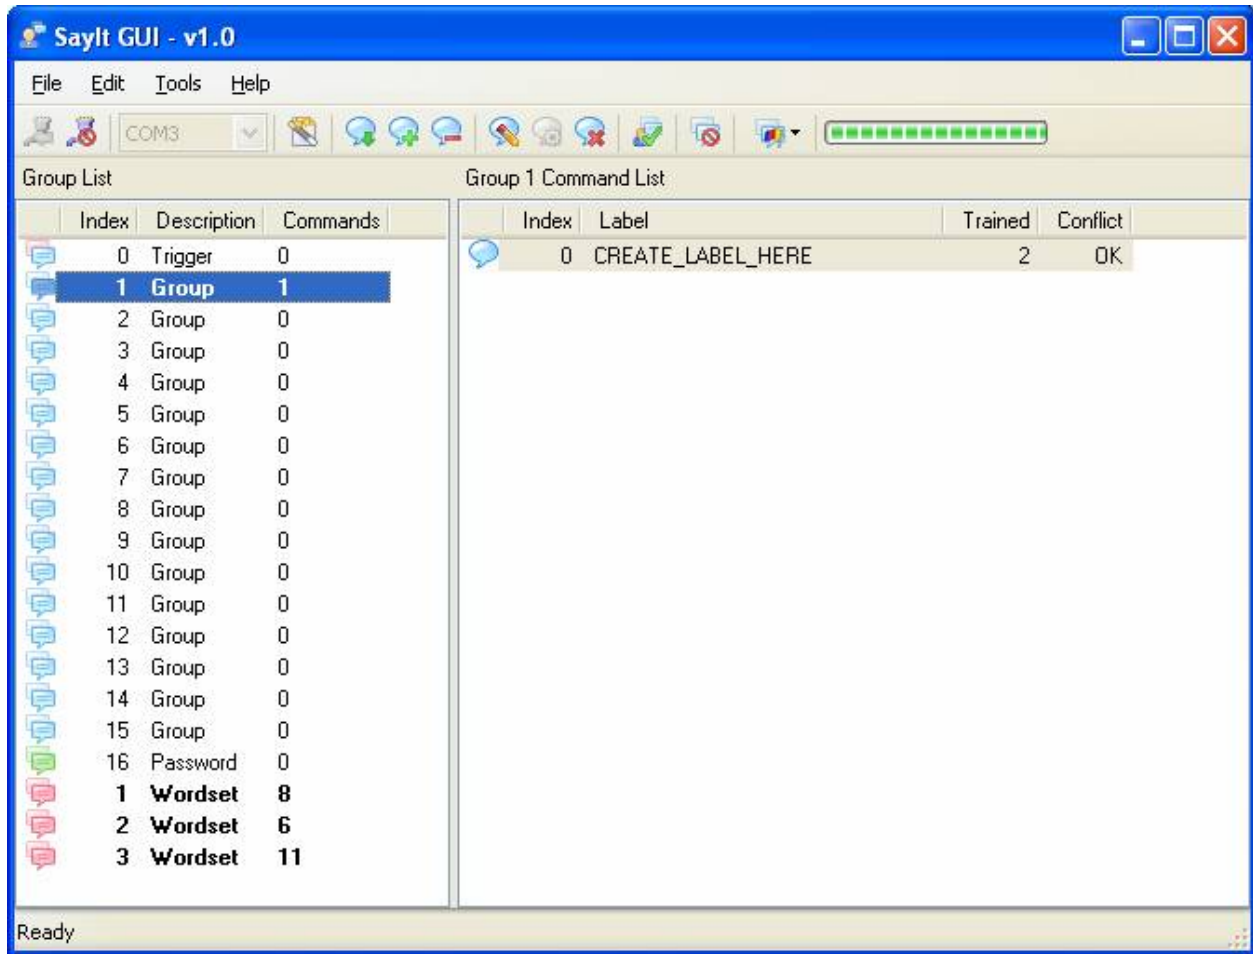 SayIt GUI - v1.0
File Edit Tools Help
COM3
Group List
Group 1 Command List
Index Description Commands
Index Label Trained Conflict
0 Trigger 0
0 CREATE_LABEL_HERE 2 OK
1 Group 1
2 Group 0
3 Group 0
4 Group 0
5 Group 0
6 Group 0
7 Group 0
8 Group 0
9 Group 0
10 Group 0
11 Group 0
12 Group 0
13 Group 0
14 Group 0
15 Group 0
16 Password 0
1 Wordset 8
2 Wordset 6
3 Wordset 11
Ready